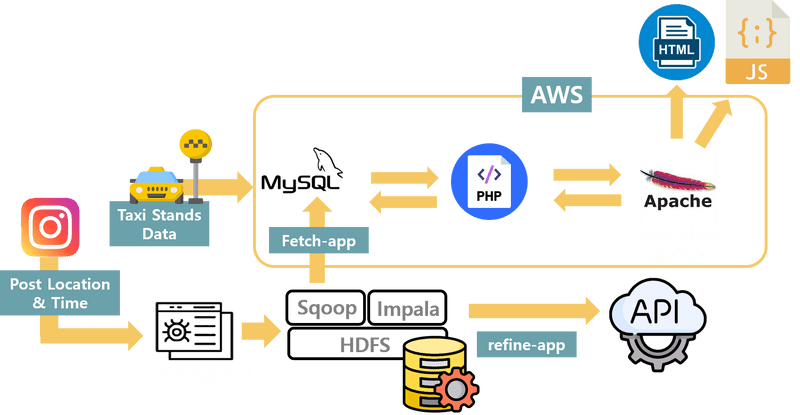 HTML
{;}
JS
AWS
MySQL
</>
PHP
Apache
Taxi Stands
Data
Fetch-app
Post Location
& Time
Sqoop
Impala
HDFS
refine-app
API